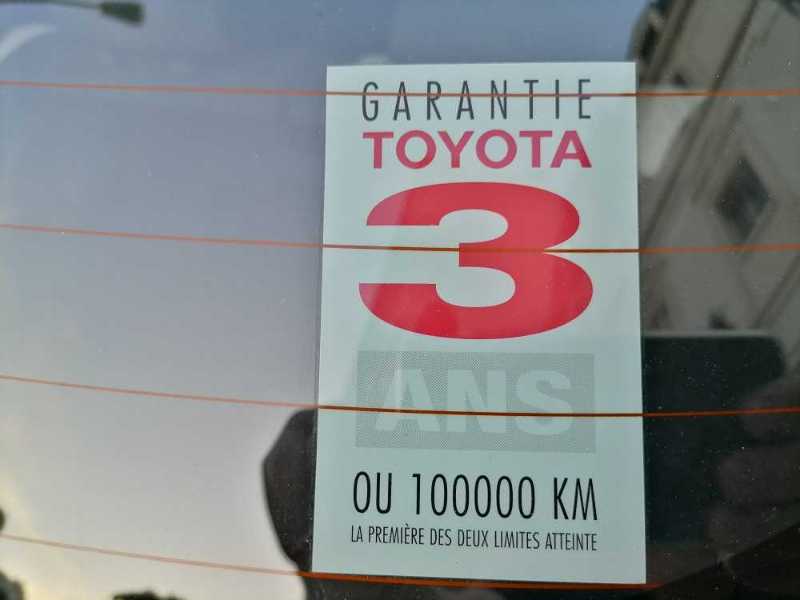 GARANTIE
TOYOTA
3
ANS
OU 100000 KM
LA PREMIÈRE DES DEUX LIMITES ATTEINTE